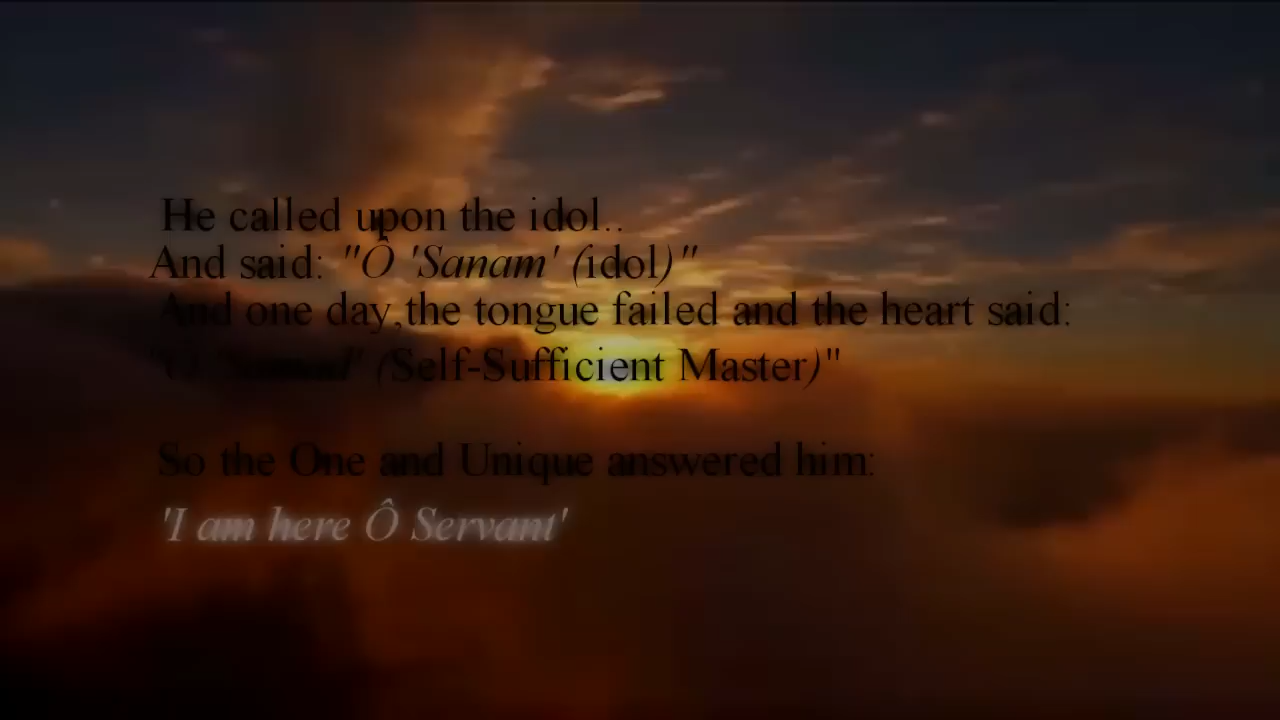 He called upon the idol..
And said: "Ô 'Sanam' (idol)"
And one day,the tongue failed and the heart said:
"Ô 'Samad' (Self-Sufficient Master)"
So the One and Unique answered him:
'I am here Ô Servant'